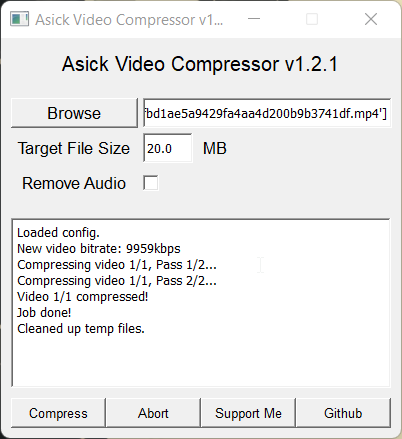 Asick Video Compressor v1...
Asick Video Compressor v1.2.1
Browse
bd1ae5a9429fa4aa4d200b9b3741df.mp4']
Target File Size 20.0 MB
Remove Audio
Loaded config.
New video bitrate: 9959kbps
Compressing video 1/1, Pass 1/2...
Compressing video 1/1, Pass 2/2...
Video 1/1 compressed!
Job done!
Cleaned up temp files.
Compress Abort Support Me Github